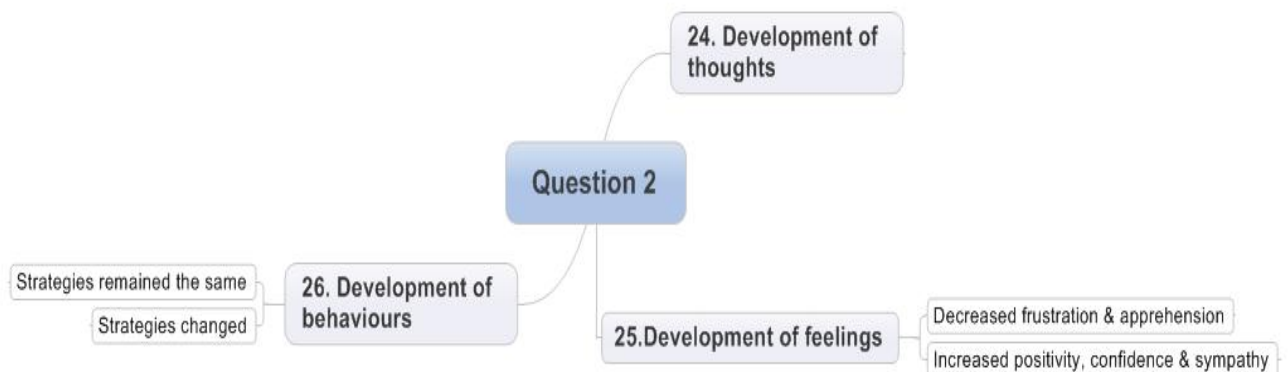 24. Development of
thoughts
Question 2
Strategies remained the same
Strategies changed
26. Development of
behaviours
25.Development of feelings
Decreased frustration & apprehension
Increased positivity, confidence & sympathy